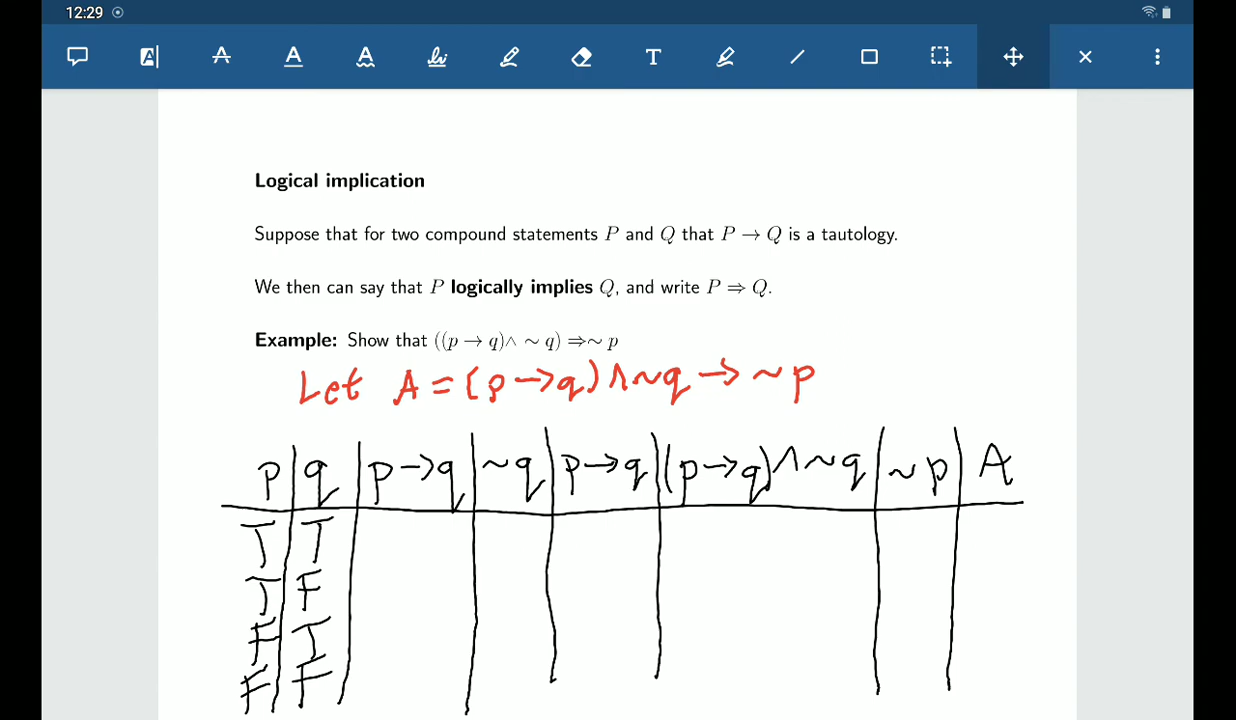 12:29
Logical implication
Suppose that for two compound statements P and Q that P → Q is a tautology.
We then can say that P logically implies Q, and write P ⇒ Q.
Example: Show that ((p → q)∧ ∼ q) ⇒∼ p
Let A = (p → q) ∧ ~q → ~p
p | q | p → q | ~q | p → q | (p → q) ∧ ~q | ~p | A
T | T
T | F
F | T
F | F